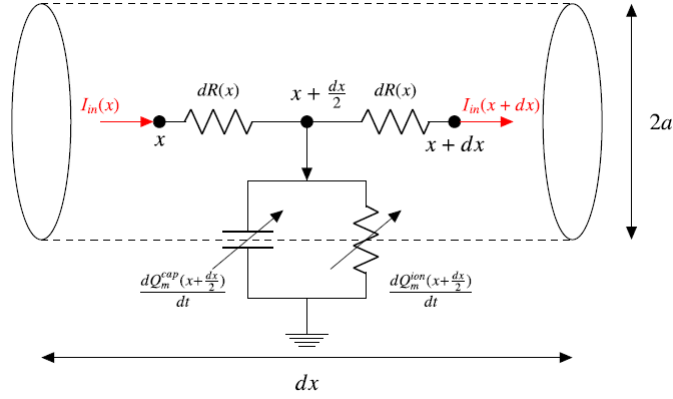 dR(x) x + dx/2 dR(x)
I_in(x) I_in(x + dx)
x x + dx
2a
dQ_m^cap(x+dx/2)/dt dQ_m^ion(x+dx/2)/dt
dx